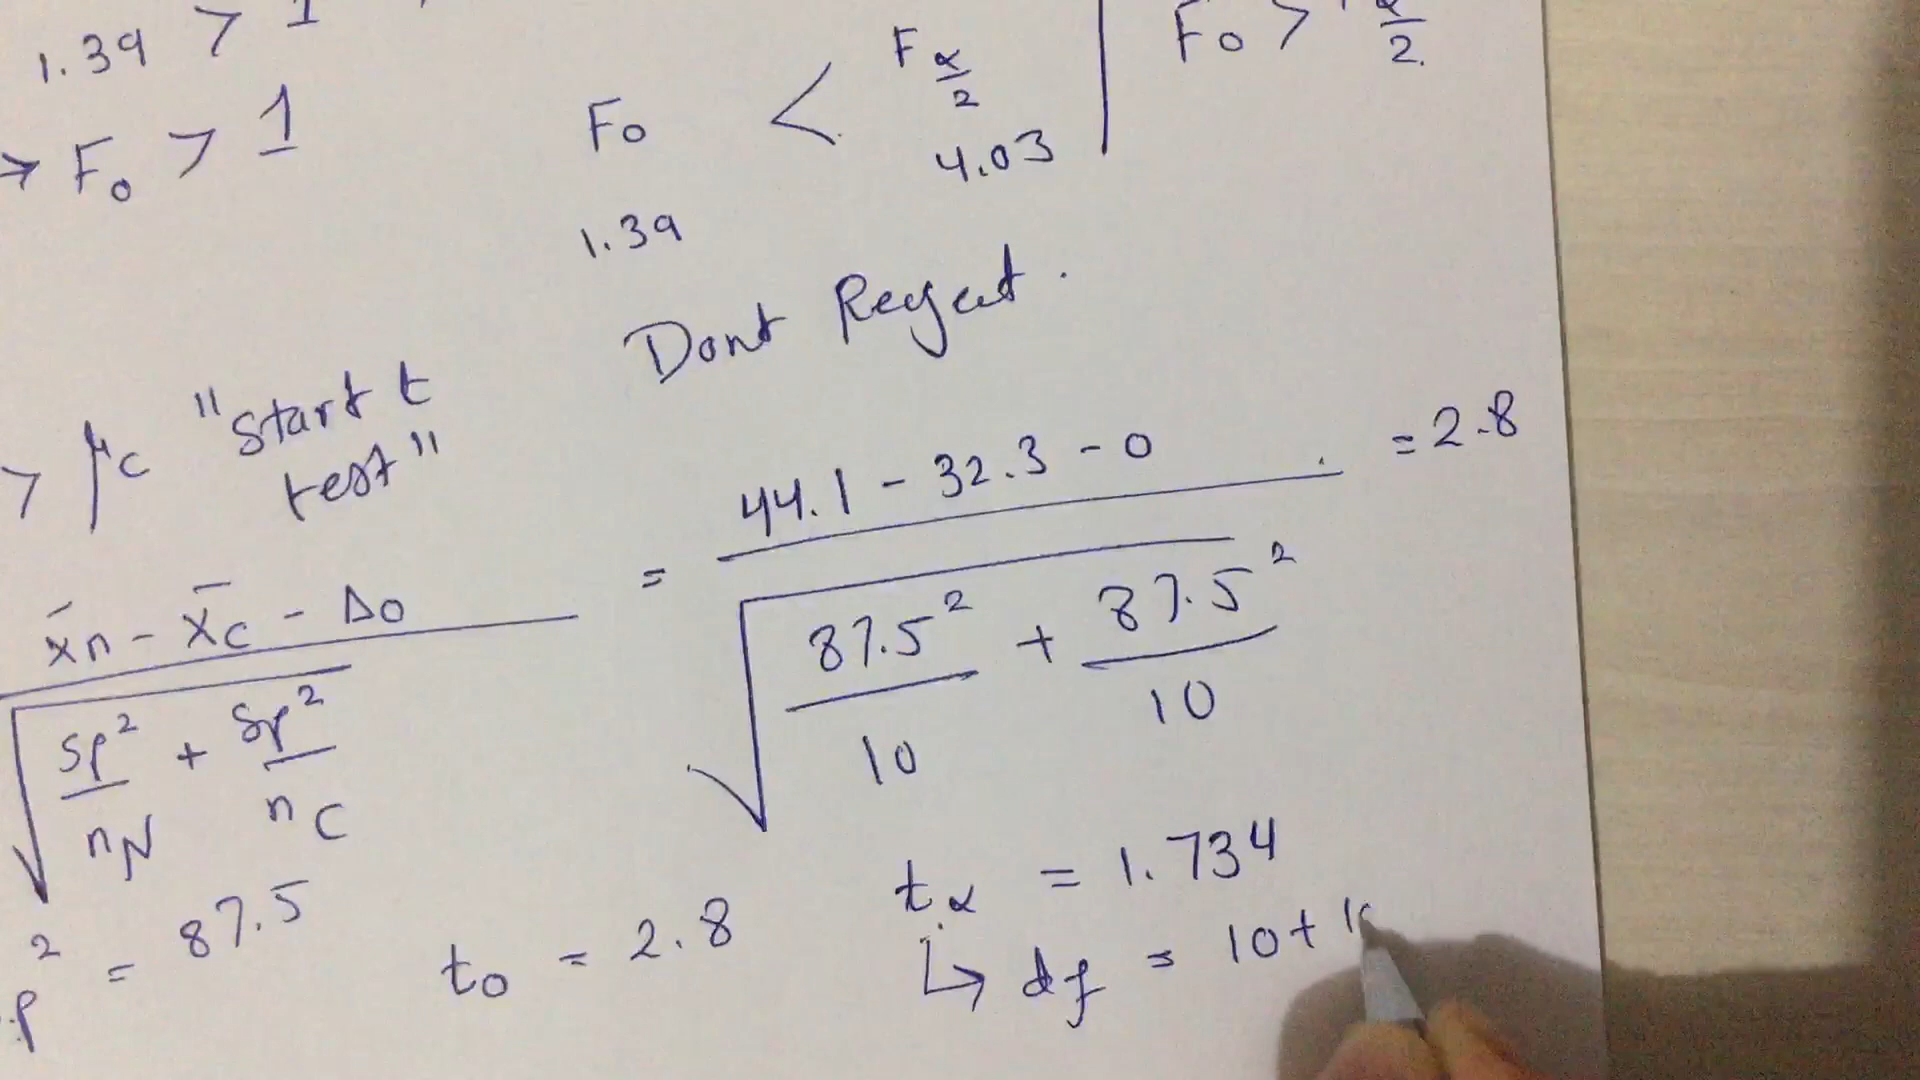 1.39 > 1
→ F₀ > 1
F₀ < F α/2
1.39 4.03
F₀ > α/2.
Dont Reject.
> μc "start t
test"
x̄n - x̄c - Δ0
√ Sp²/nN + Sp²/nC
= 44.1 - 32.3 - 0 = 2.8
√ 87.5²/10 + 87.5²/10
p² = 87.5
t₀ = 2.8
tα = 1.734
↳ df = 10 +